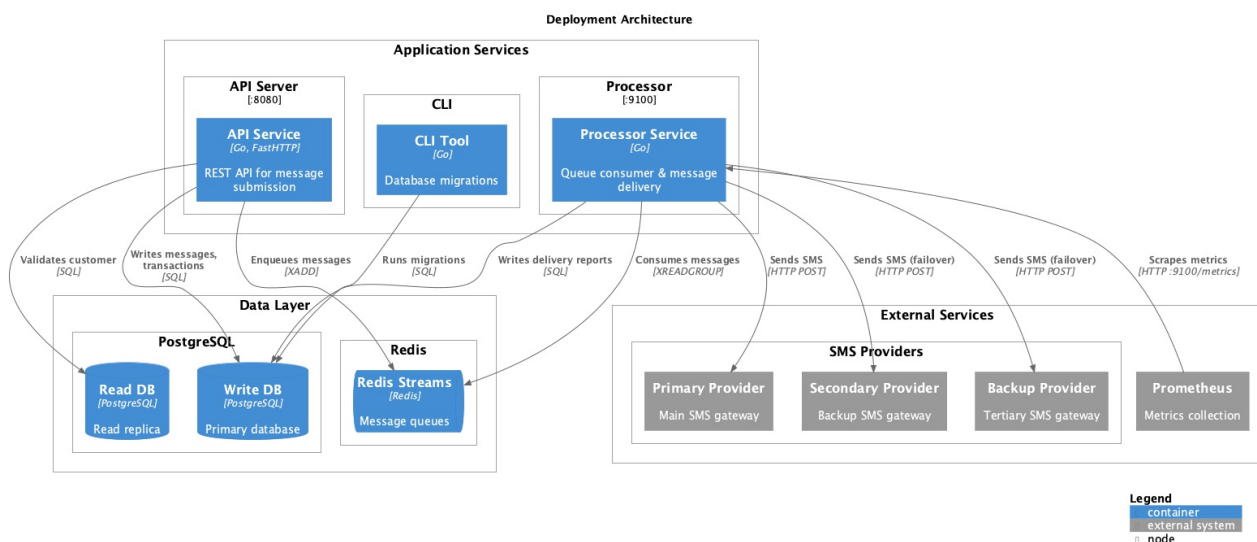 Deployment Architecture
Application Services
API Server
[:8080]
API Service
[Go, FastHTTP]
REST API for message
submission
CLI
CLI Tool
[Go]
Database migrations
Processor
[:9100]
Processor Service
[Go]
Queue consumer & message
delivery
Validates customer
[SQL]
Writes messages,
transactions
[SQL]
Enqueues messages
[XADD]
Runs migrations
[SQL]
Writes delivery reports
[SQL]
Consumes messages
[XREADGROUP]
Sends SMS
[HTTP POST]
Sends SMS (failover)
[HTTP POST]
Sends SMS (failover)
[HTTP POST]
Scrapes metrics
[HTTP :9100/metrics]
Data Layer
PostgreSQL
Read DB
[PostgreSQL]
Read replica
Write DB
[PostgreSQL]
Primary database
Redis
Redis Streams
[Redis]
Message queues
External Services
SMS Providers
Primary Provider
Main SMS gateway
Secondary Provider
Backup SMS gateway
Backup Provider
Tertiary SMS gateway
Prometheus
Metrics collection
Legend
container
external system
node